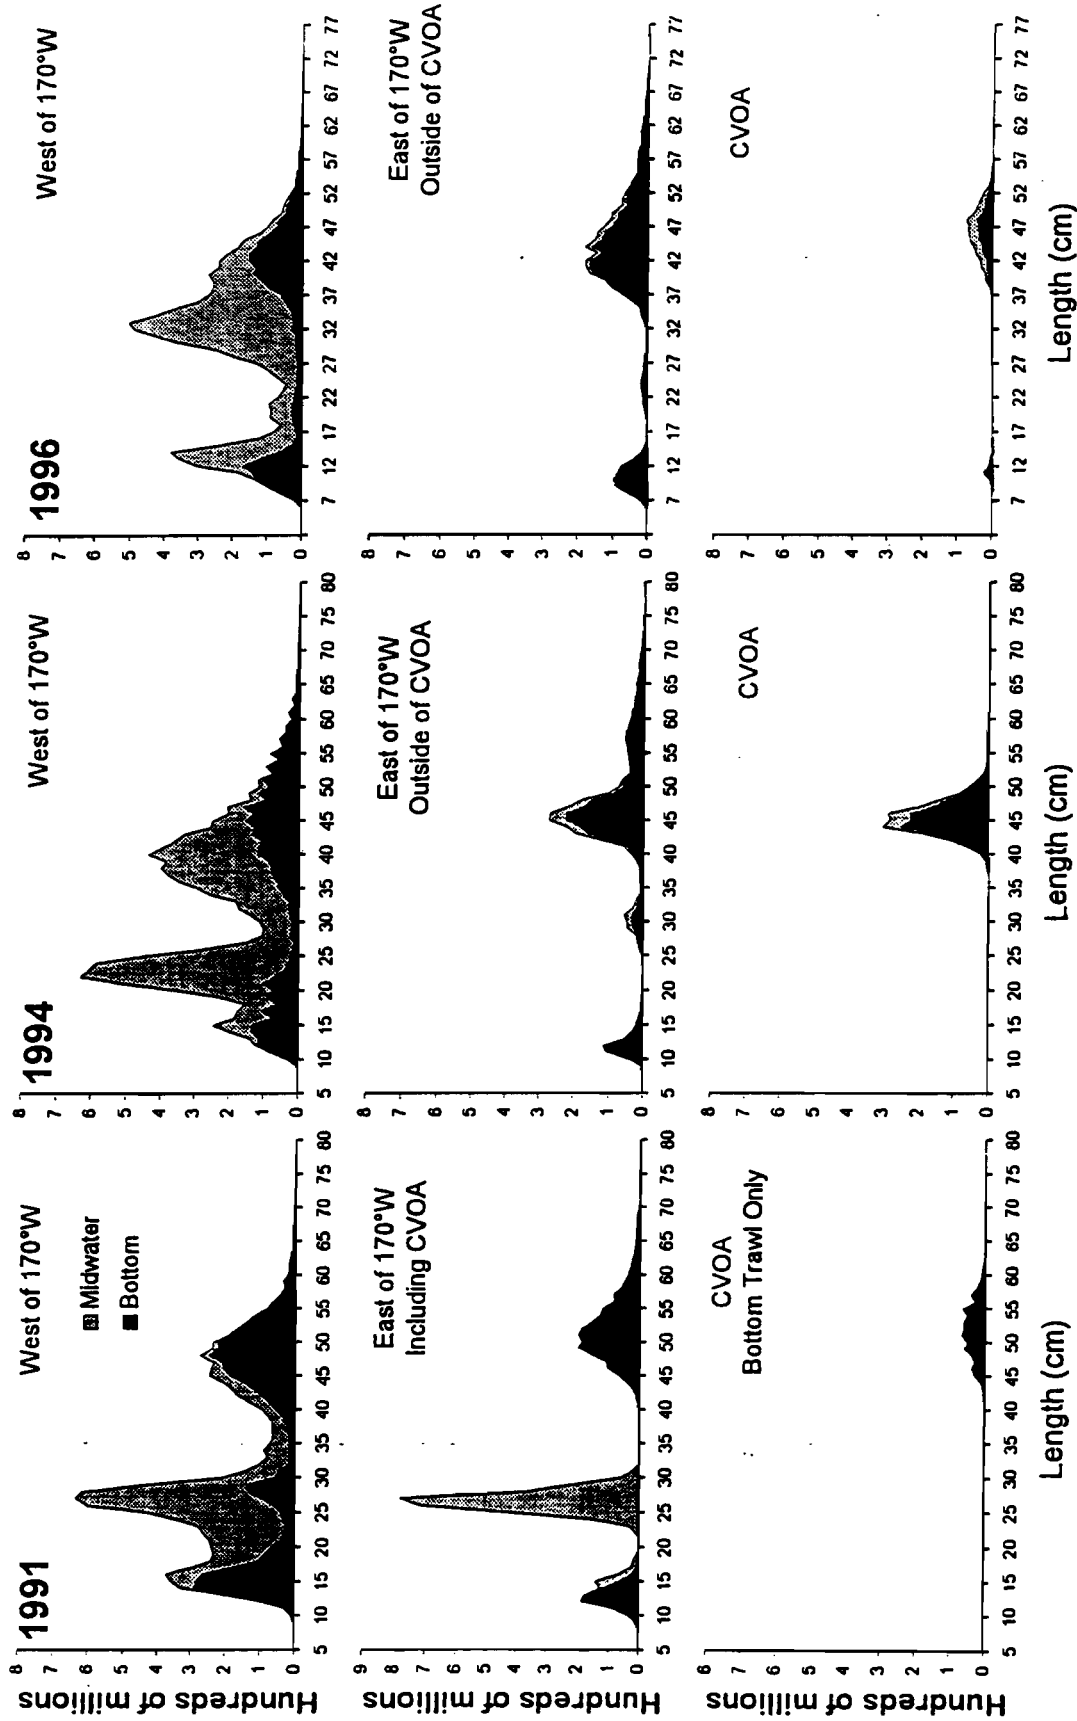 1991
West of 170°W
Midwater
Bottom
Hundreds of millions
8
7
6
5
4
3
2
1
0
5 10 15 20 25 30 35 40 45 50 55 60 65 70 75 80
1994
West of 170°W
8
7
6
5
4
3
2
1
0
5 10 15 20 25 30 35 40 45 50 55 60 65 70 75 80
1996
West of 170°W
8
7
6
5
4
3
2
1
0
7 12 17 22 27 32 37 42 47 52 57 62 67 72 77
East of 170°W
Including CVOA
Hundreds of millions
9
8
7
6
5
4
3
2
1
0
5 10 15 20 25 30 35 40 45 50 55 60 65 70 75 80
East of 170°W
Outside of CVOA
8
7
6
5
4
3
2
1
0
5 10 15 20 25 30 35 40 45 50 55 60 65 70 75 80
East of 170°W
Outside of CVOA
8
7
6
5
4
3
2
1
0
7 12 17 22 27 32 37 42 47 52 57 62 67 72 77
CVOA
Bottom Trawl Only
Hundreds of millions
8
7
6
5
4
3
2
1
0
5 10 15 20 25 30 35 40 45 50 55 60 65 70 75 80
Length (cm)
CVOA
8
7
6
5
4
3
2
1
0
5 10 15 20 25 30 35 40 45 50 55 60 65 70 75 80
Length (cm)
CVOA
8
7
6
5
4
3
2
1
0
7 12 17 22 27 32 37 42 47 52 57 62 67 72 77
Length (cm)